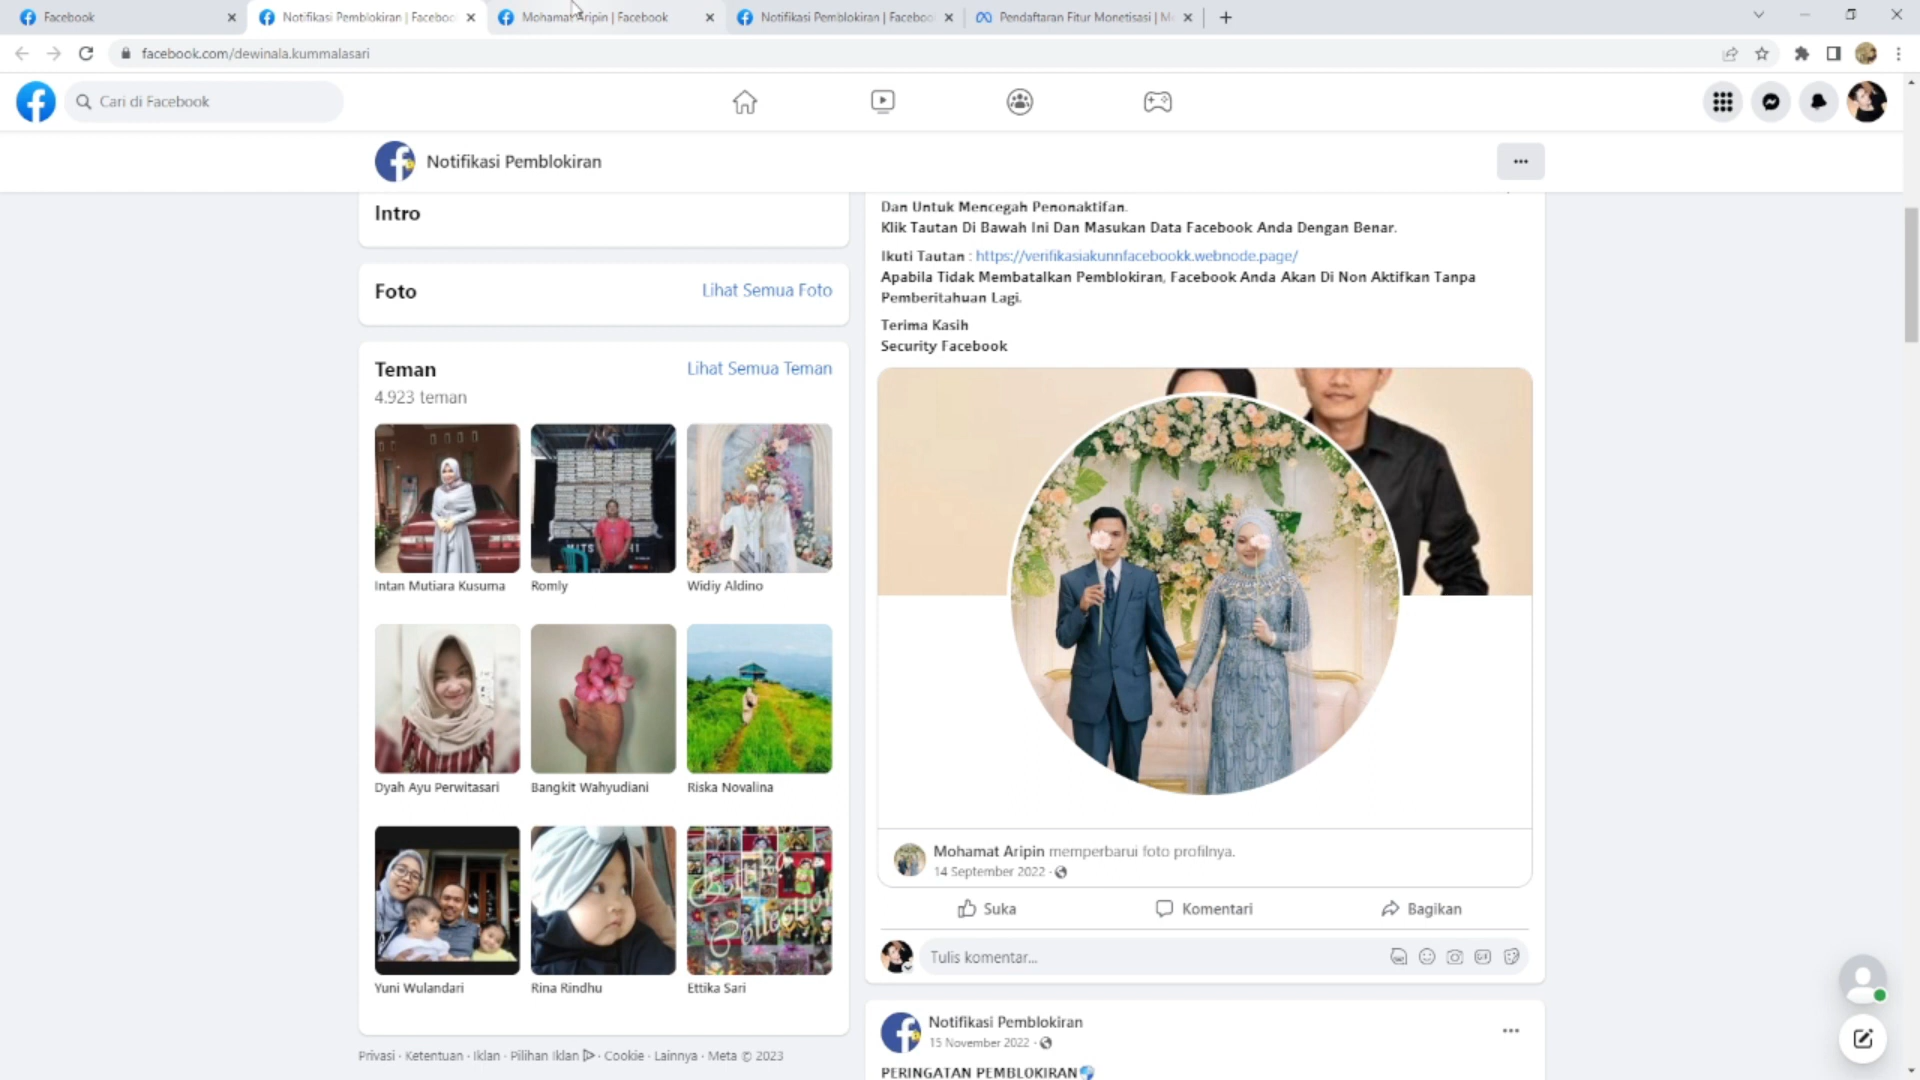 Facebook
Notifikasi Pemblokiran | Faceboo
Mohamat Aripin | Facebook
Notifikasi Pemblokiran | Faceboo
Pendaftaran Fitur Monetisasi | M
facebook.com/dewinala.kummalasari
Cari di Facebook
Notifikasi Pemblokiran
Intro
Foto
Lihat Semua Foto
Teman
Lihat Semua Teman
4.923 teman
Intan Mutiara Kusuma
Romly
Widiy Aldino
Dyah Ayu Perwitasari
Bangkit Wahyudiani
Riska Novalina
Yuni Wulandari
Rina Rindhu
Ettika Sari
Privasi · Ketentuan · Iklan · Pilihan Iklan · Cookie · Lainnya · Meta © 2023
Dan Untuk Mencegah Penonaktifan.
Klik Tautan Di Bawah Ini Dan Masukan Data Facebook Anda Dengan Benar.
Ikuti Tautan : https://verifikasiakunnfacebookk.webnode.page/
Apabila Tidak Membatalkan Pemblokiran, Facebook Anda Akan Di Non Aktifkan Tanpa
Pemberitahuan Lagi.
Terima Kasih
Security Facebook
Mohamat Aripin memperbarui foto profilnya.
14 September 2022 ·
Suka
Komentari
Bagikan
Tulis komentar...
Notifikasi Pemblokiran
15 November 2022 ·
PERINGATAN PEMBLOKIRAN